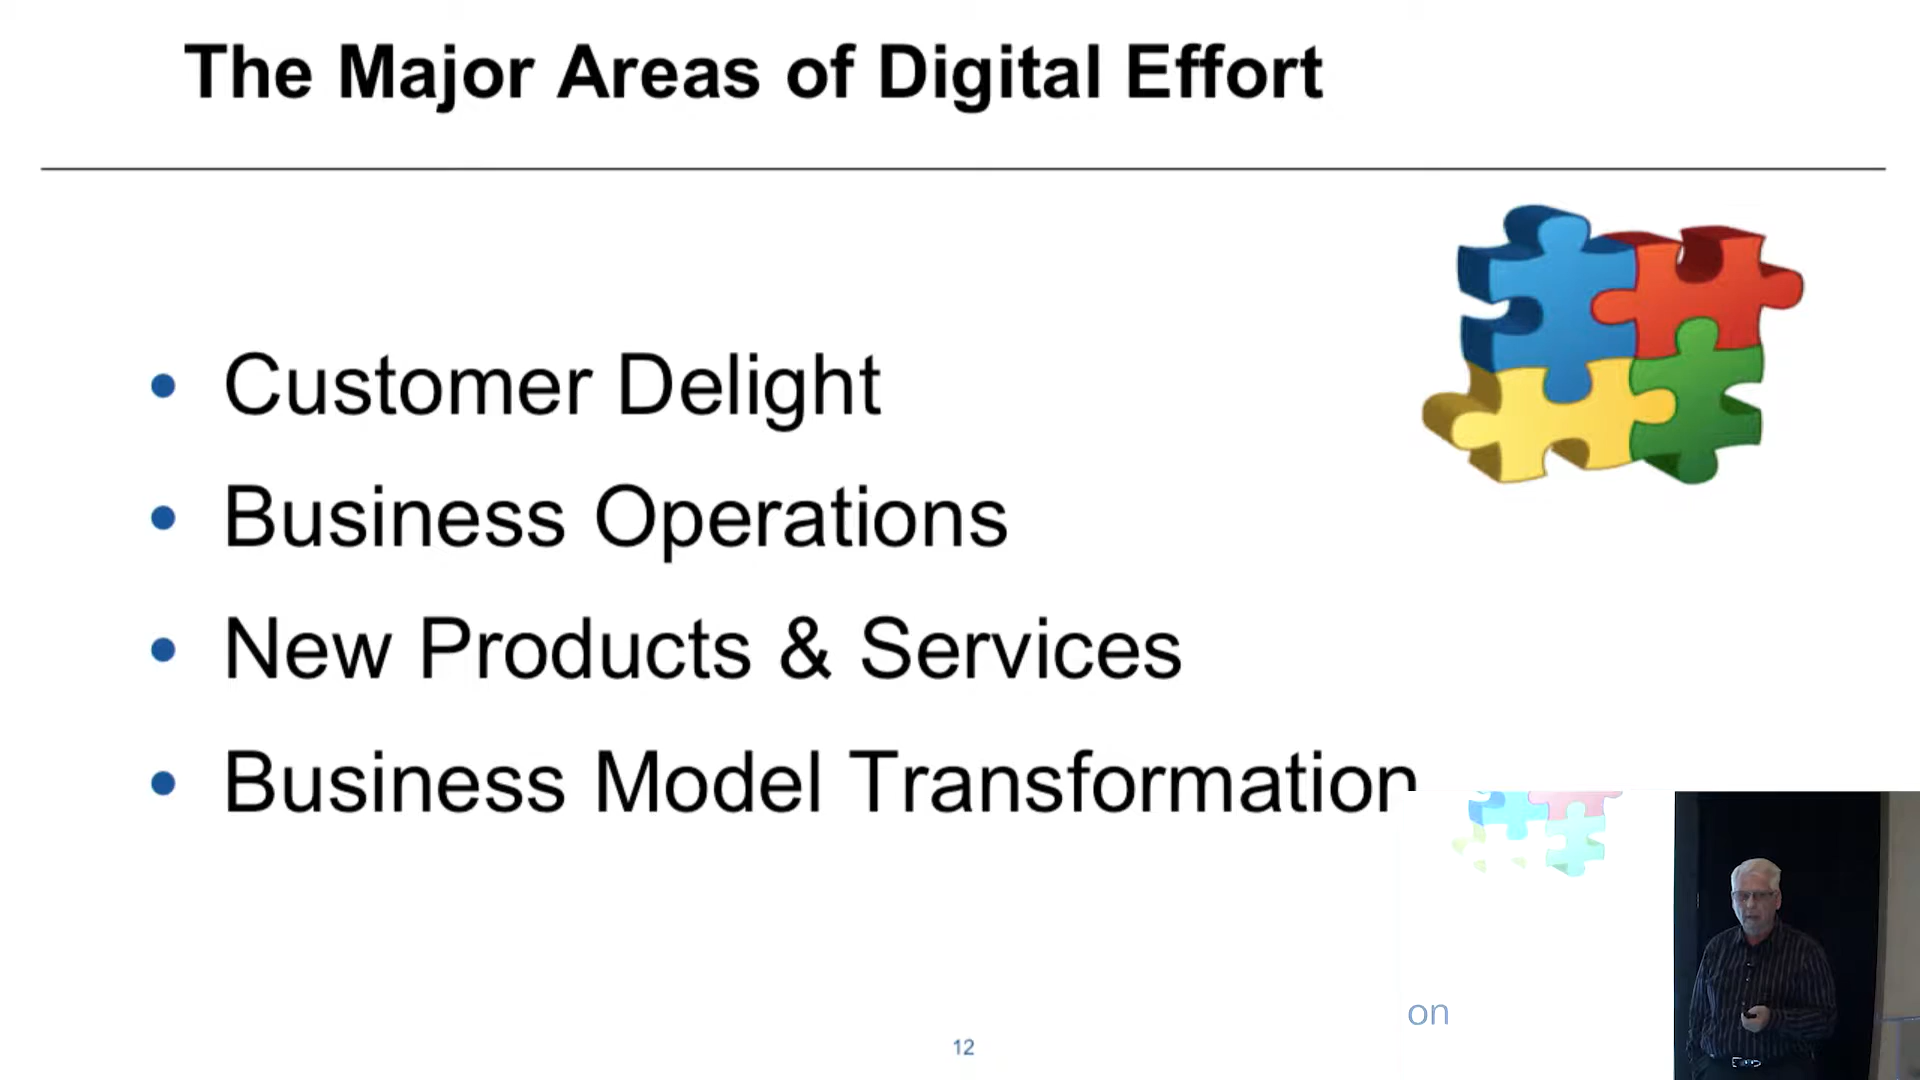 The Major Areas of Digital Effort
• Customer Delight
• Business Operations
• New Products & Services
• Business Model Transformation
on
12